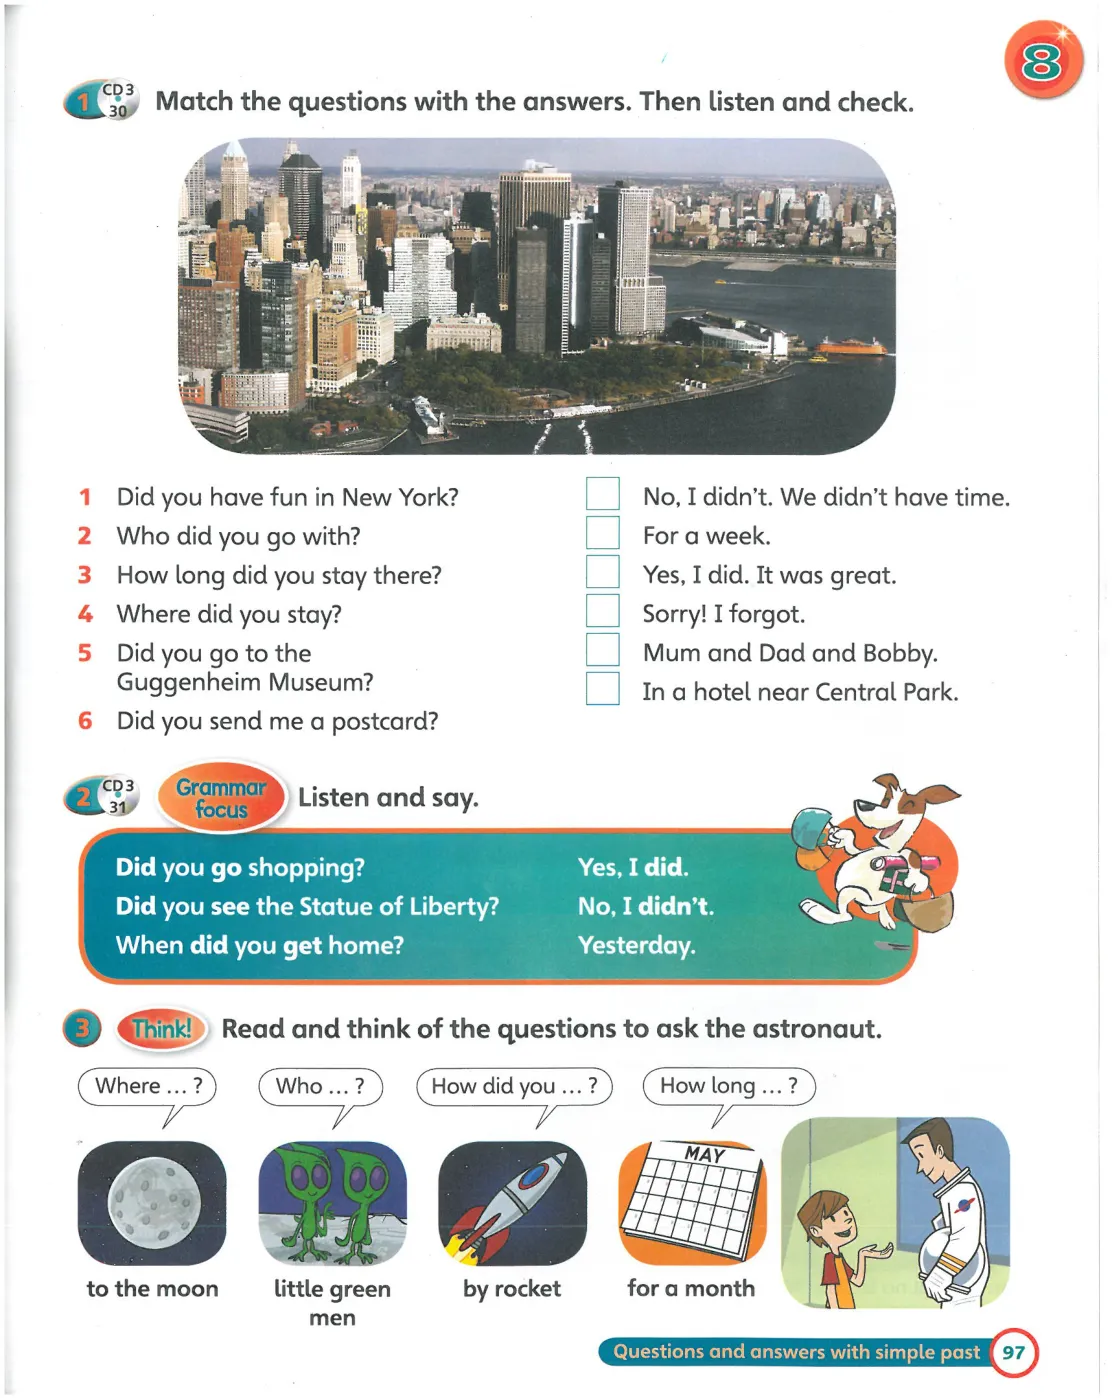 8
1 CD3 30 Match the questions with the answers. Then listen and check.
1 Did you have fun in New York?
2 Who did you go with?
3 How long did you stay there?
4 Where did you stay?
5 Did you go to the
Guggenheim Museum?
6 Did you send me a postcard?
No, I didn't. We didn't have time.
For a week.
Yes, I did. It was great.
Sorry! I forgot.
Mum and Dad and Bobby.
In a hotel near Central Park.
2 CD3 31 Grammar focus Listen and say.
Did you go shopping? Yes, I did.
Did you see the Statue of Liberty? No, I didn't.
When did you get home? Yesterday.
3 Think! Read and think of the questions to ask the astronaut.
Where ... ? Who ... ? How did you ... ? How long ... ?
MAY
to the moon
little green
men
by rocket
for a month
Questions and answers with simple past 97